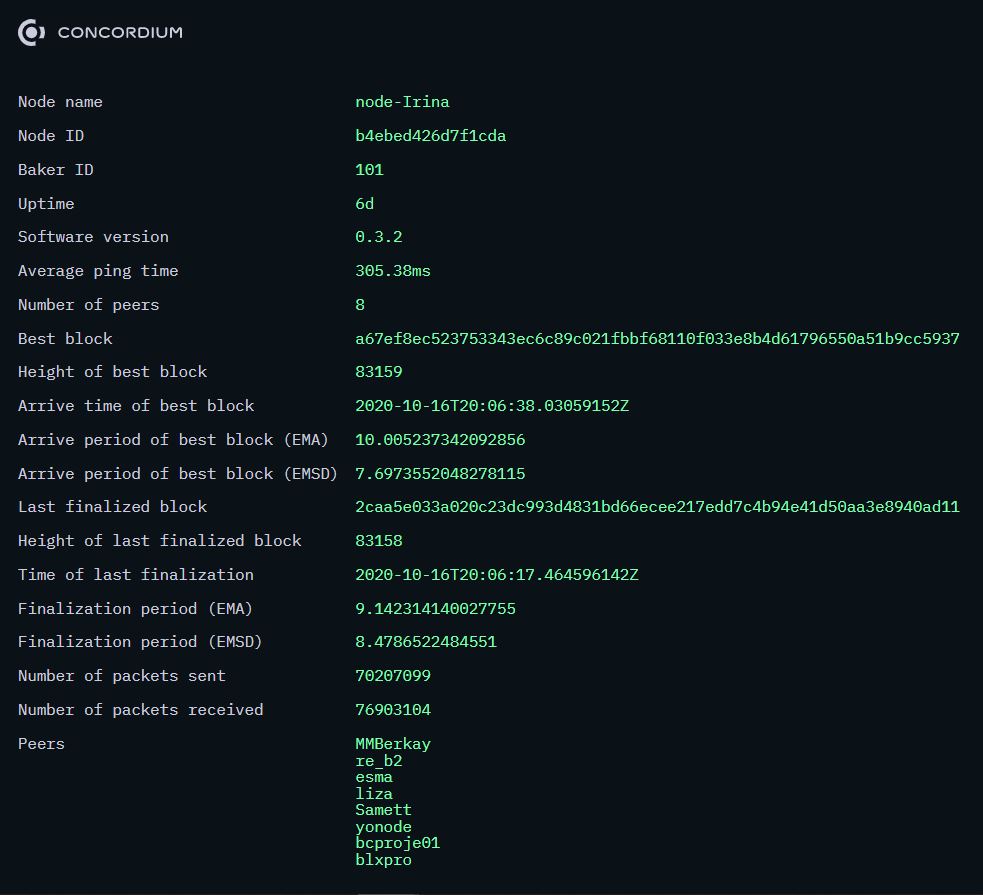 CONCORDIUM
Node name node-Irina
Node ID b4ebed426d7f1cda
Baker ID 101
Uptime 6d
Software version 0.3.2
Average ping time 305.38ms
Number of peers 8
Best block a67ef8ec523753343ec6c89c021fbbf68110f033e8b4d61796550a51b9cc5937
Height of best block 83159
Arrive time of best block 2020-10-16T20:06:38.03059152Z
Arrive period of best block (EMA) 10.005237342092856
Arrive period of best block (EMSD) 7.6973552048278115
Last finalized block 2caa5e033a020c23dc993d4831bd66ecee217edd7c4b94e41d50aa3e8940ad11
Height of last finalized block 83158
Time of last finalization 2020-10-16T20:06:17.464596142Z
Finalization period (EMA) 9.142314140027755
Finalization period (EMSD) 8.4786522484551
Number of packets sent 70207099
Number of packets received 76903104
Peers MMBerkay
re_b2
esma
liza
Samett
yonode
bcproje01
blxpro